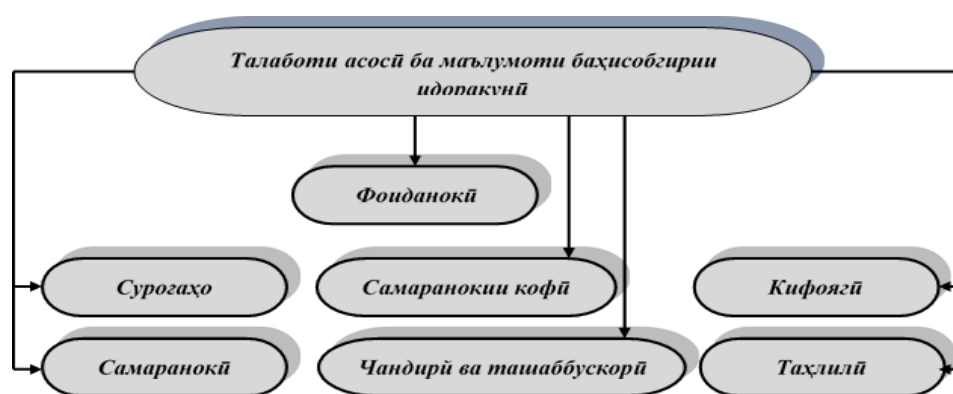 Талаботи асосӣ ба маълумоти баҳисобгирии
идоракунӣ
Фоиданокӣ
Сурогаҳо
Самаранокии кофӣ
Кифоягӣ
Самаранокӣ
Чандирӣ ва ташаббускорӣ
Таҳлилӣ